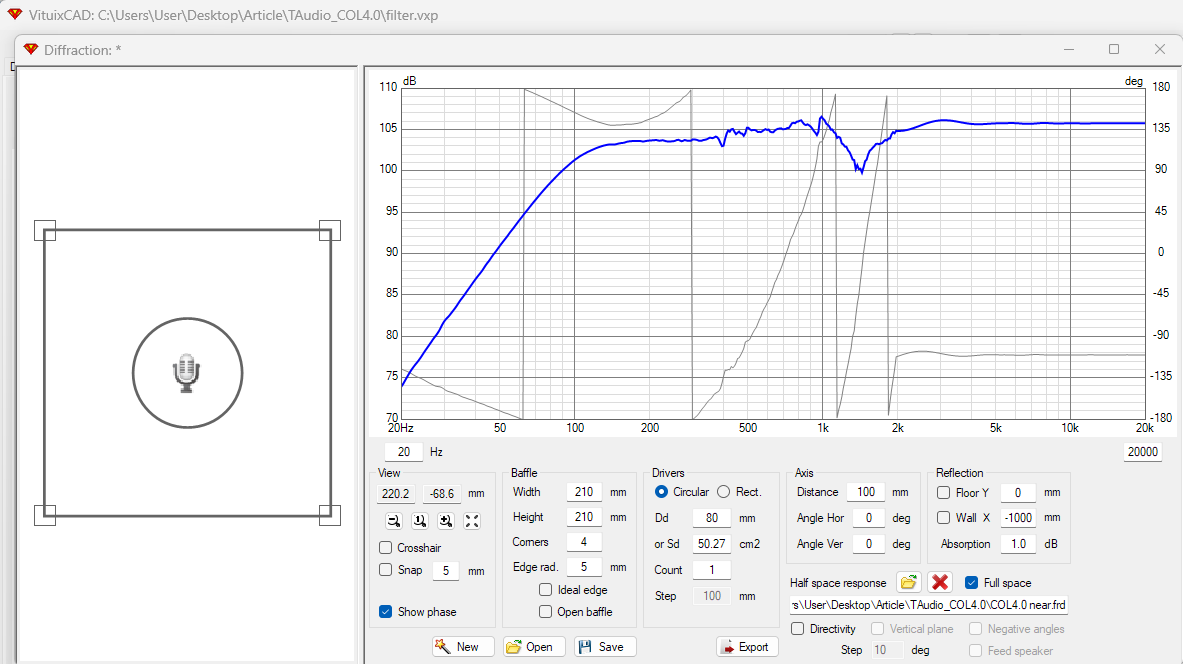 VituixCAD: C:\Users\User\Desktop\Article\TAudio_COL4.0\filter.vxp
Diffraction: *
110 dB deg 180
105 135
100 90
95 45
90 0
85 -45
80 -90
75 -135
70 -180
20Hz 50 100 200 500 1k 2k 5k 10k 20k
20 Hz 20000
View Baffle Drivers Axis Reflection
220.2 -68.6 mm Width 210 mm Circular Rect. Distance 100 mm Floor Y 0 mm
Height 210 mm Dd 80 mm Angle Hor 0 deg Wall X -1000 mm
Crosshair Corners 4 or Sd 50.27 cm2 Angle Ver 0 deg Absorption 1.0 dB
Snap 5 mm Edge rad. 5 mm Count 1 Half space response Full space
Ideal edge Step 100 mm
Show phase Open baffle s\User\Desktop\Article\TAudio_COL4.0\COL4.0 near.frd
Directivity Vertical plane Negative angles
New Open Save Export Step 10 deg Feed speaker